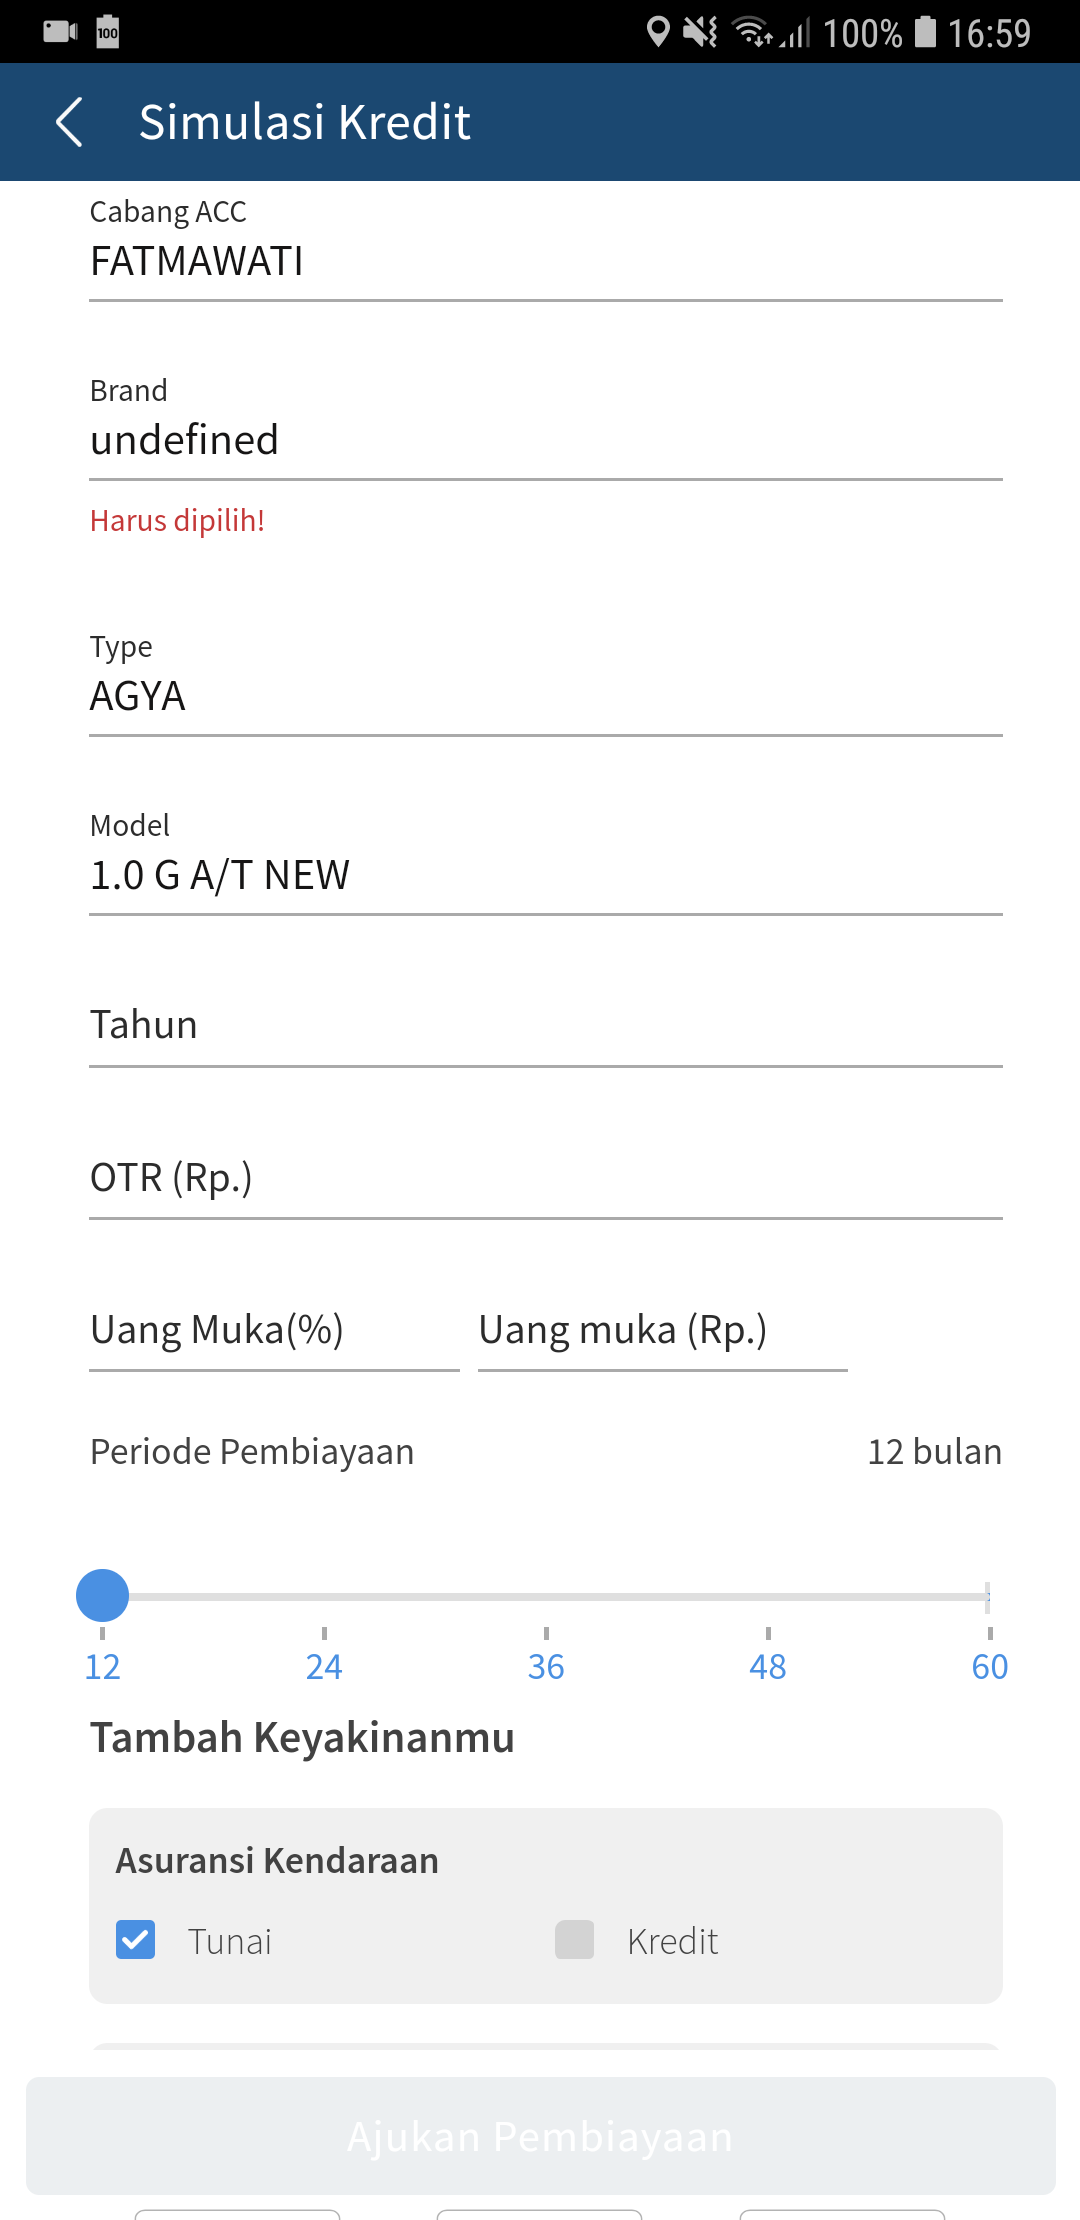 100 100% 16:59
Simulasi Kredit
Cabang ACC
FATMAWATI
Brand
undefined
Harus dipilih!
Type
AGYA
Model
1.0 G A/T NEW
Tahun
OTR (Rp.)
Uang Muka(%) Uang muka (Rp.)
Periode Pembiayaan 12 bulan
12 24 36 48 60
Tambah Keyakinanmu
Asuransi Kendaraan
Tunai Kredit
Ajukan Pembiayaan